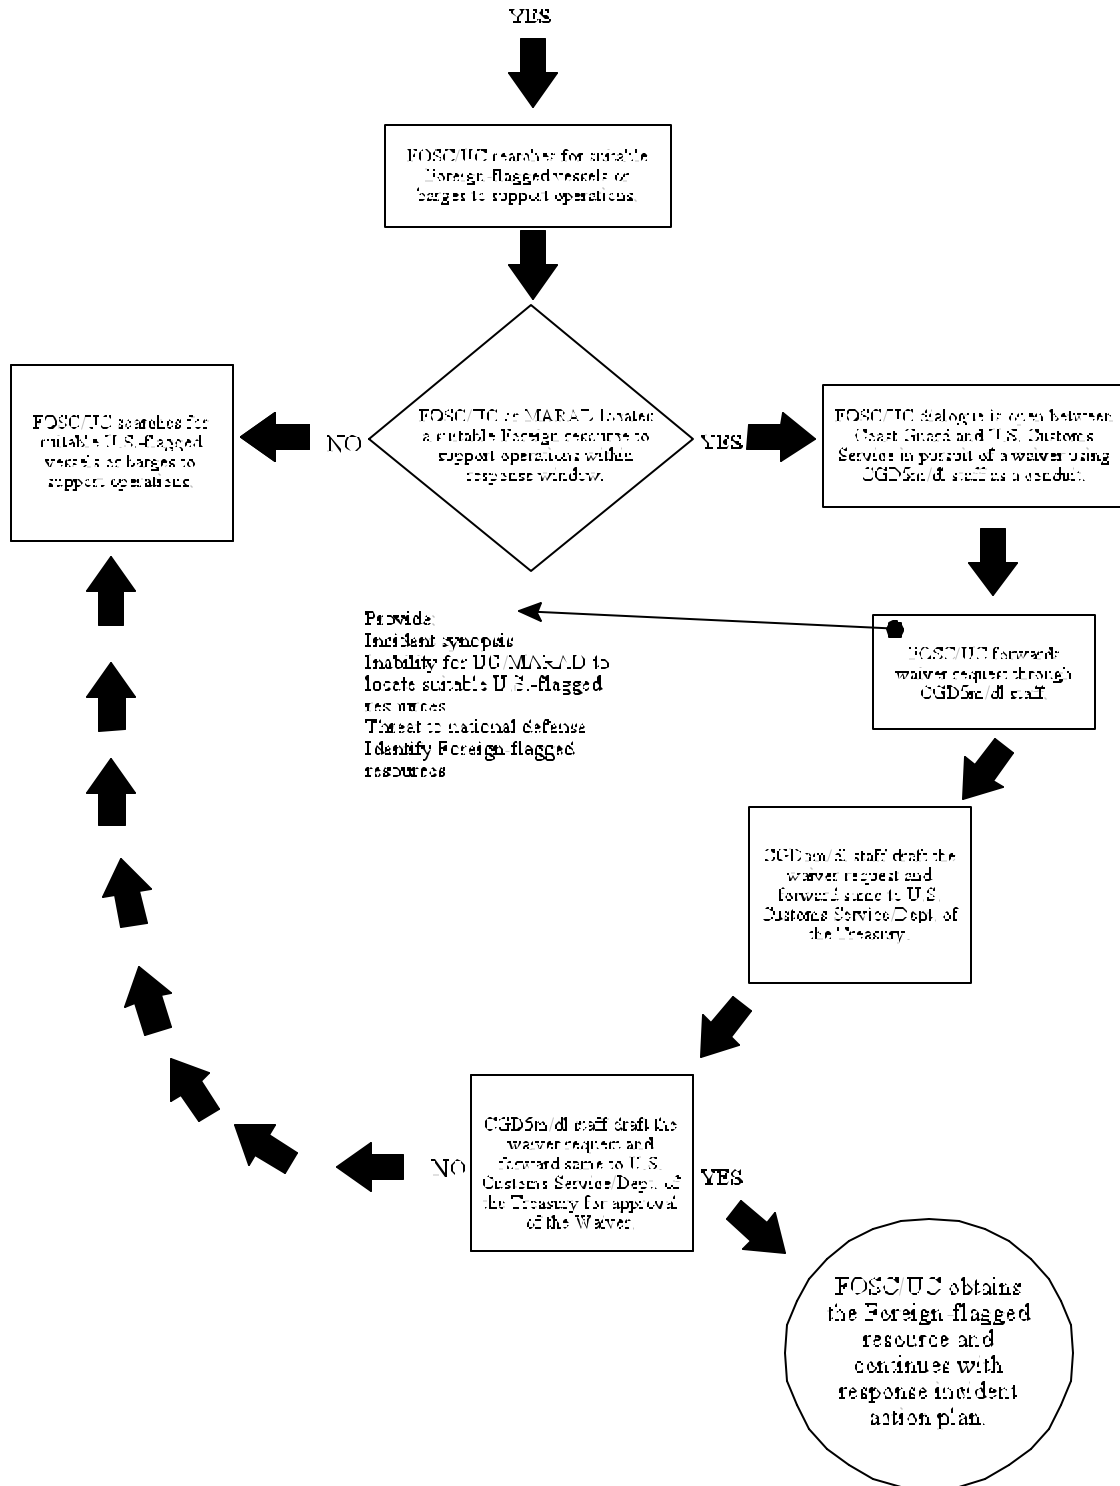 YES
FOSC/UC searches for suitable
Foreign-flagged vessels or
barges to support operations.
FOSC/UC or MARAD located
a suitable Foreign resource to
support operations within
response window.
NO
YES
FOSC/UC searches for
suitable U.S.-flagged
vessels or barges to
support operations.
FOSC/UC dialogue is open between
Coast Guard and U.S. Customs
Service in pursuit of a waiver using
CGD5m/dl staff as a conduit.
Provide:
Incident synopsis
Inability for UC/MARAD to
locate suitable U.S.-flagged
resources
Threat to national defense
Identify Foreign-flagged
resources
FOSC/UC forwards
waiver request through
CGD5m/dl staff.
CGD5m/dl staff draft the
waiver request and
forward same to U.S.
Customs Service/Dept. of
the Treasury.
CGD5m/dl staff draft the
waiver request and
forward same to U.S.
Customs Service/Dept. of
the Treasury for approval
of the Waiver.
NO
YES
FOSC/UC obtains
the Foreign-flagged
resource and
continues with
response incident
action plan.